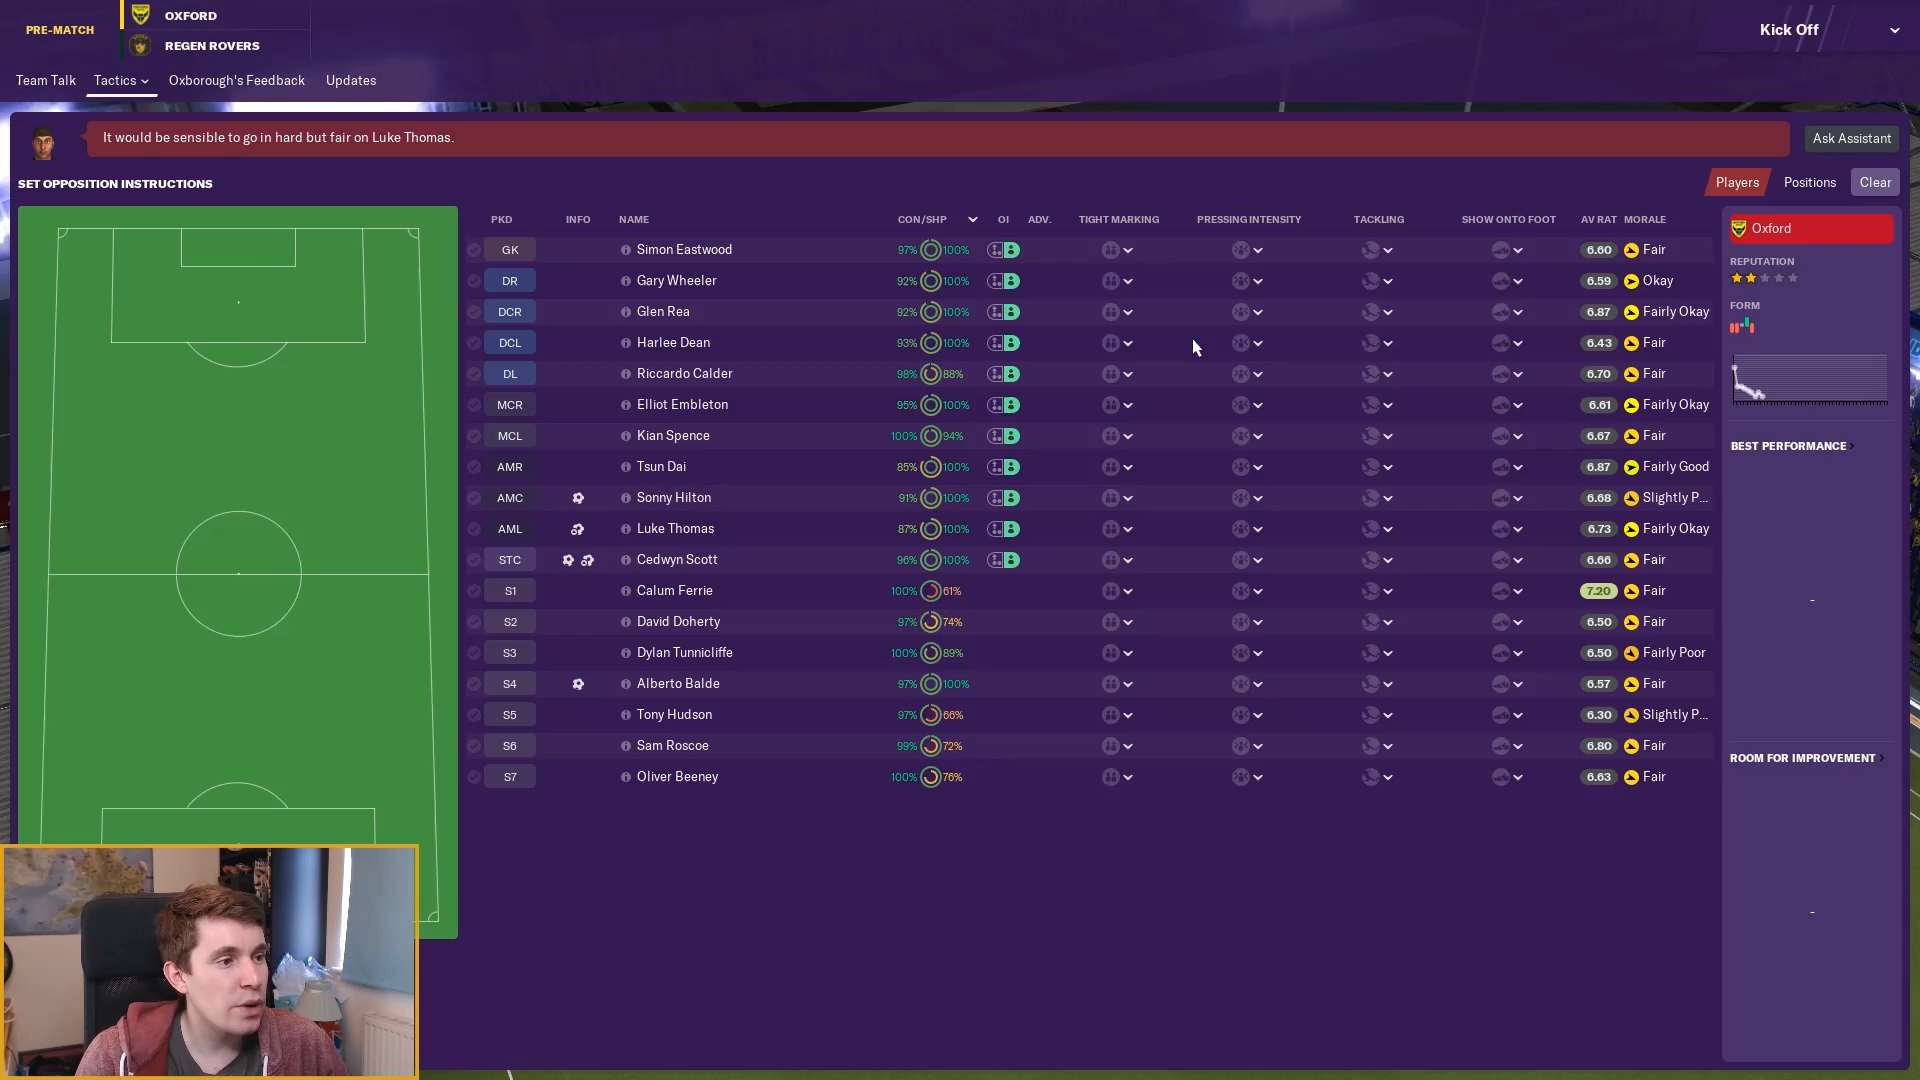 PRE-MATCH
OXFORD
REGEN ROVERS
Kick Off
Team Talk Tactics Oxborough's Feedback Updates
It would be sensible to go in hard but fair on Luke Thomas.
Ask Assistant
SET OPPOSITION INSTRUCTIONS
Players Positions Clear
PKD INFO NAME CON/SHP OI ADV. TIGHT MARKING PRESSING INTENSITY TACKLING SHOW ONTO FOOT AV RAT MORALE
GK Simon Eastwood 97% 100% 6.60 Fair
DR Gary Wheeler 92% 100% 6.59 Okay
DCR Glen Rea 92% 100% 6.87 Fairly Okay
DCL Harlee Dean 93% 100% 6.43 Fair
DL Riccardo Calder 98% 88% 6.70 Fair
MCR Elliot Embleton 95% 100% 6.61 Fairly Okay
MCL Kian Spence 100% 94% 6.67 Fair
AMR Tsun Dai 85% 100% 6.87 Fairly Good
AMC Sonny Hilton 91% 100% 6.68 Slightly P...
AML Luke Thomas 87% 100% 6.73 Fairly Okay
STC Cedwyn Scott 96% 100% 6.66 Fair
S1 Calum Ferrie 100% 61% 7.20 Fair
S2 David Doherty 97% 74% 6.50 Fair
S3 Dylan Tunnicliffe 100% 89% 6.50 Fairly Poor
S4 Alberto Balde 97% 100% 6.57 Fair
S5 Tony Hudson 97% 66% 6.30 Slightly P...
S6 Sam Roscoe 99% 72% 6.80 Fair
S7 Oliver Beeney 100% 76% 6.63 Fair
Oxford
REPUTATION
FORM
BEST PERFORMANCE
-
ROOM FOR IMPROVEMENT
-